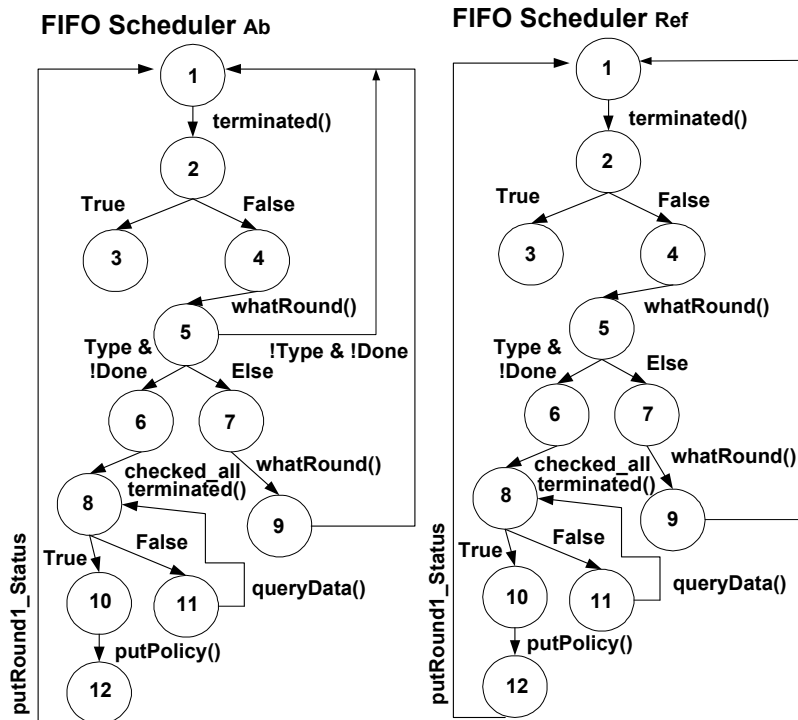 FIFO Scheduler Ab
1
terminated()
2
True
False
3
4
whatRound()
5
Type &
!Done
Else
!Type & !Done
6
7
whatRound()
checked_all
terminated()
8
9
True
False
queryData()
10
11
putPolicy()
12
putRound1_Status
FIFO Scheduler Ref
1
terminated()
2
True
False
3
4
whatRound()
5
Type &
!Done
Else
6
7
whatRound()
checked_all
terminated()
8
9
True
False
queryData()
10
11
putPolicy()
12
putRound1_Status